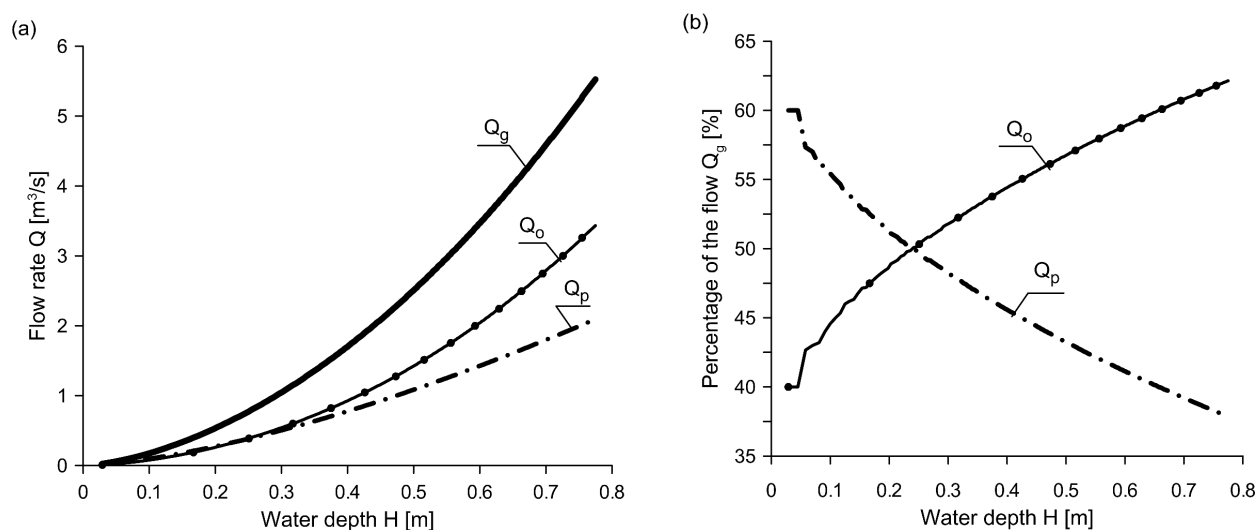 (a)
6
5
4
3
2
1
0
Flow rate Q [m³/s]
Qg
Qo
Qp
0 0.1 0.2 0.3 0.4 0.5 0.6 0.7 0.8
Water depth H [m]
(b)
65
60
55
50
45
40
35
Percentage of the flow Qg [%]
Qo
Qp
0 0.1 0.2 0.3 0.4 0.5 0.6 0.7 0.8
Water depth H [m]